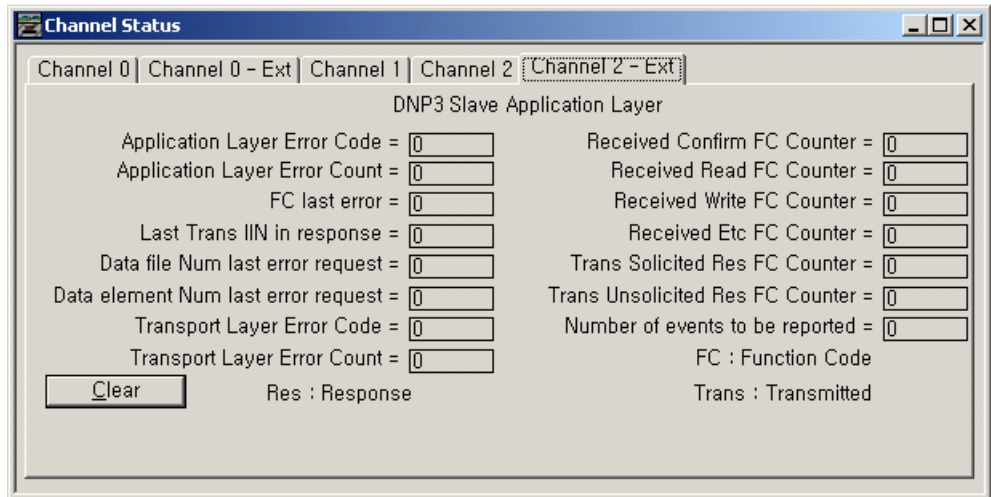 Channel Status
Channel 0 Channel 0 - Ext Channel 1 Channel 2 Channel 2 - Ext
DNP3 Slave Application Layer
Application Layer Error Code = 0 Received Confirm FC Counter = 0
Application Layer Error Count = 0 Received Read FC Counter = 0
FC last error = 0 Received Write FC Counter = 0
Last Trans IIN in response = 0 Received Etc FC Counter = 0
Data file Num last error request = 0 Trans Solicited Res FC Counter = 0
Data element Num last error request = 0 Trans Unsolicited Res FC Counter = 0
Transport Layer Error Code = 0 Number of events to be reported = 0
Transport Layer Error Count = 0 FC : Function Code
Clear Res : Response Trans : Transmitted